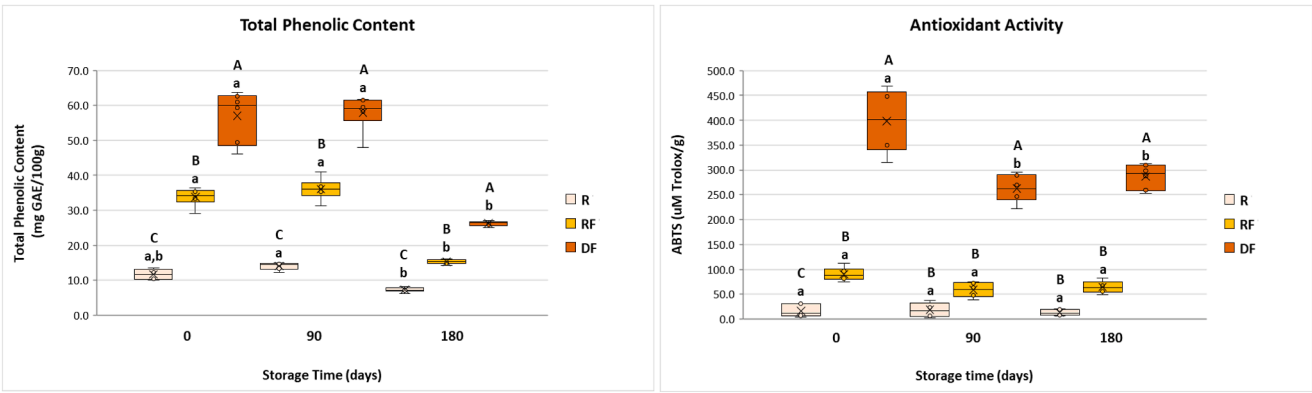 Total Phenolic Content
Total Phenolic Content
(mg GAE/100g)
70.0
60.0
50.0
40.0
30.0
20.0
10.0
0.0
C
a,b
B
a
A
a
C
a
B
a
A
a
C
b
B
b
A
b
0
90
180
Storage Time (days)
R
RF
DF
Antioxidant Activity
ABTS (uM Trolox/g)
500.0
450.0
400.0
350.0
300.0
250.0
200.0
150.0
100.0
50.0
0.0
C
a
B
a
A
a
B
a
B
a
A
b
B
a
B
a
A
b
0
90
180
Storage time (days)
R
RF
DF